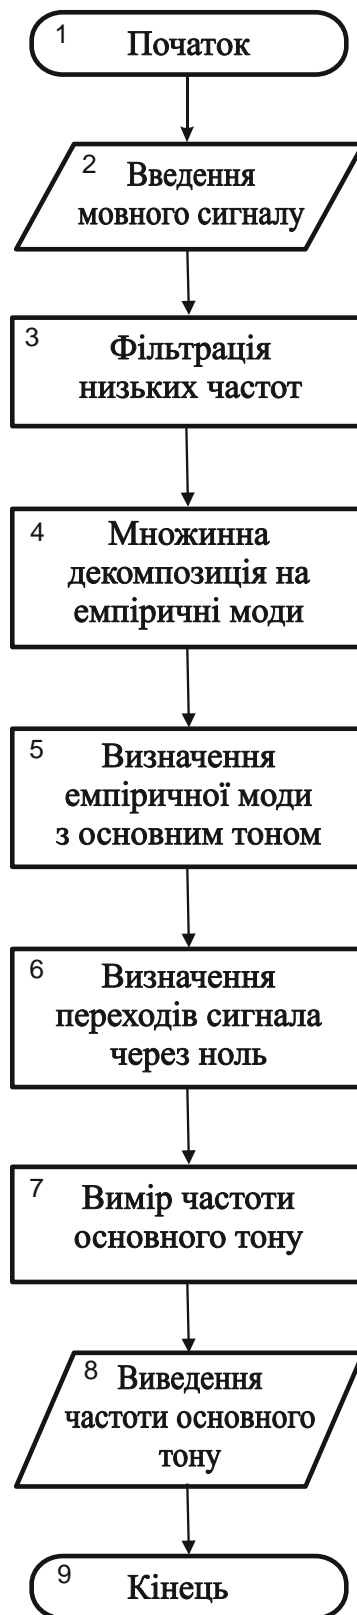 1 Початок
2 Введення
мовного сигналу
3 Фільтрація
низьких частот
4 Множинна
декомпозиція на
емпіричні моди
5 Визначення
емпіричної моди
з основним тоном
6 Визначення
переходів сигнала
через ноль
7 Вимір частоти
основного тону
8 Виведення
частоти основного
тону
9 Кінець